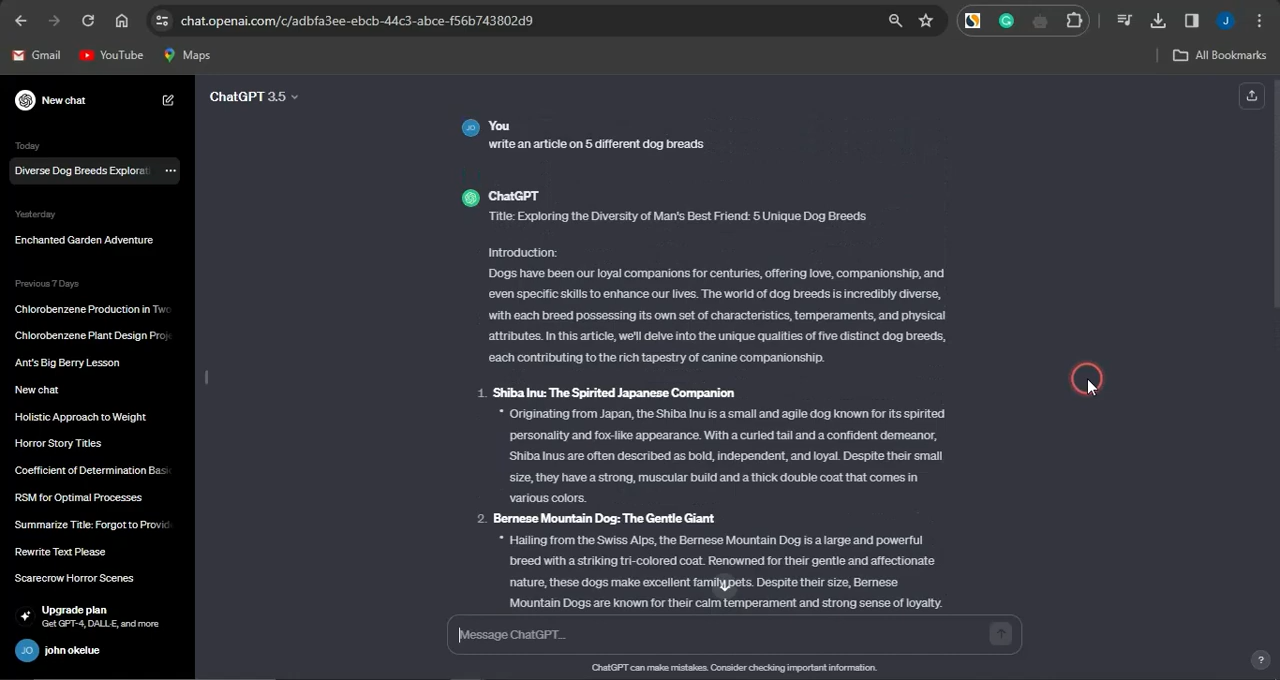 chat.openai.com/c/adbfa3ee-ebcb-44c3-abce-f56b743802d9
J
Gmail
YouTube
Maps
All Bookmarks
New chat
Today
Diverse Dog Breeds Explorati
Yesterday
Enchanted Garden Adventure
Previous 7 Days
Chlorobenzene Production in Two
Chlorobenzene Plant Design Proje
Ant's Big Berry Lesson
New chat
Holistic Approach to Weight
Horror Story Titles
Coefficient of Determination Basi
RSM for Optimal Processes
Summarize Title: Forgot to Provid
Rewrite Text Please
Scarecrow Horror Scenes
Upgrade plan
Get GPT-4, DALL·E, and more
JO
john okelue
ChatGPT 3.5
JO
You
write an article on 5 different dog breads
ChatGPT
Title: Exploring the Diversity of Man's Best Friend: 5 Unique Dog Breeds
Introduction:
Dogs have been our loyal companions for centuries, offering love, companionship, and
even specific skills to enhance our lives. The world of dog breeds is incredibly diverse,
with each breed possessing its own set of characteristics, temperaments, and physical
attributes. In this article, we'll delve into the unique qualities of five distinct dog breeds,
each contributing to the rich tapestry of canine companionship.
1. Shiba Inu: The Spirited Japanese Companion
• Originating from Japan, the Shiba Inu is a small and agile dog known for its spirited
personality and fox-like appearance. With a curled tail and a confident demeanor,
Shiba Inus are often described as bold, independent, and loyal. Despite their small
size, they have a strong, muscular build and a thick double coat that comes in
various colors.
2. Bernese Mountain Dog: The Gentle Giant
• Hailing from the Swiss Alps, the Bernese Mountain Dog is a large and powerful
breed with a striking tri-colored coat. Renowned for their gentle and affectionate
nature, these dogs make excellent family pets. Despite their size, Bernese
Mountain Dogs are known for their calm temperament and strong sense of loyalty.
Message ChatGPT...
ChatGPT can make mistakes. Consider checking important information.
?